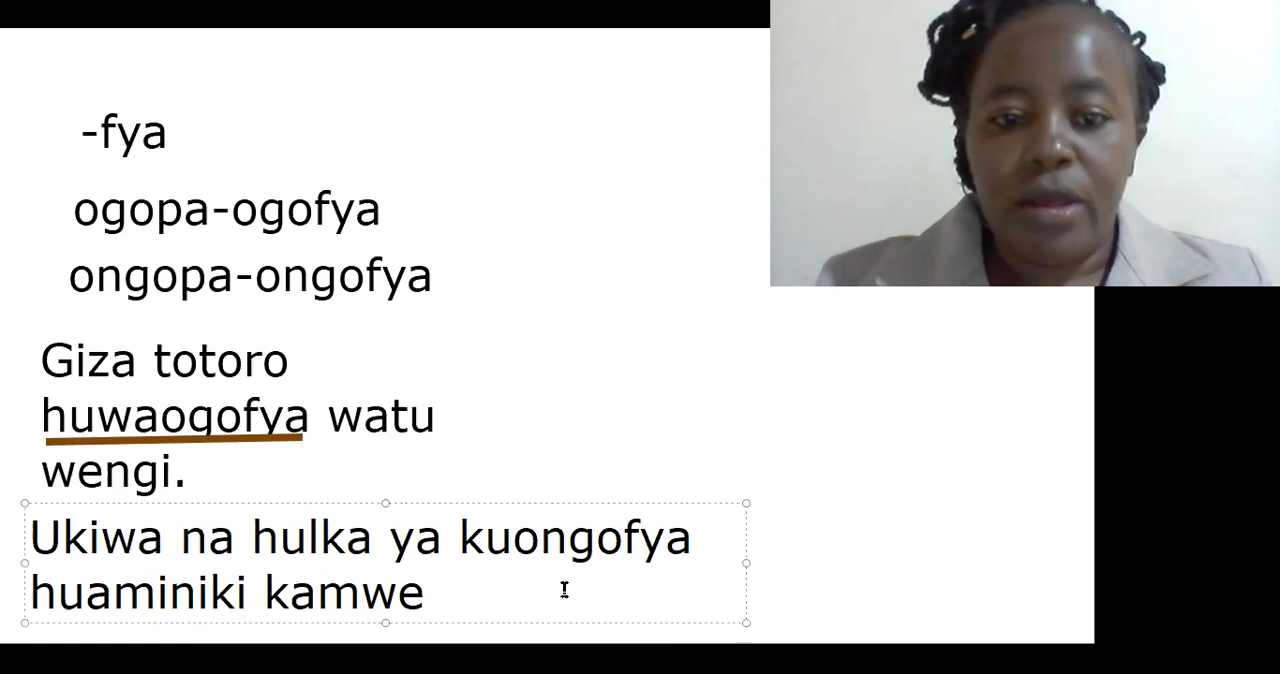 -fya
ogopa-ogofya
ongopa-ongofya
Giza totoro
huwaogofya watu
wengi.
Ukiwa na hulka ya kuongofya
huaminiki kamwe